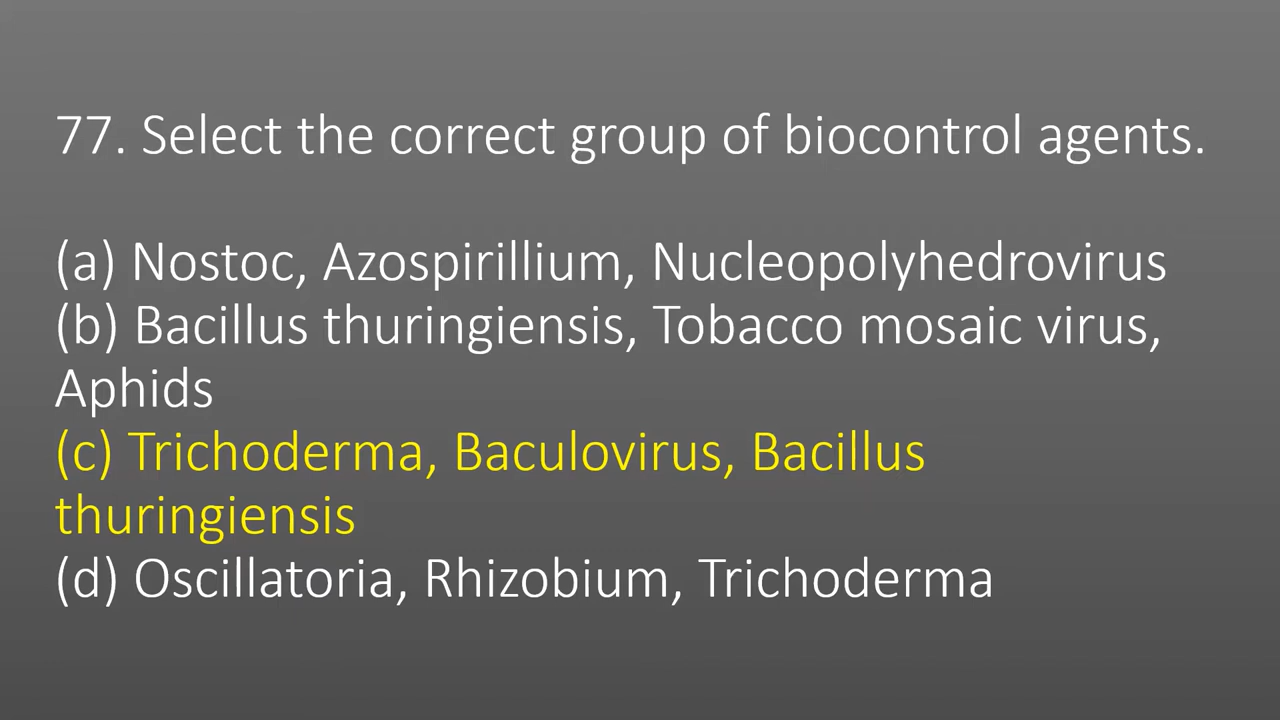 77. Select the correct group of biocontrol agents.
(a) Nostoc, Azospirillium, Nucleopolyhedrovirus
(b) Bacillus thuringiensis, Tobacco mosaic virus,
Aphids
(c) Trichoderma, Baculovirus, Bacillus
thuringiensis
(d) Oscillatoria, Rhizobium, Trichoderma